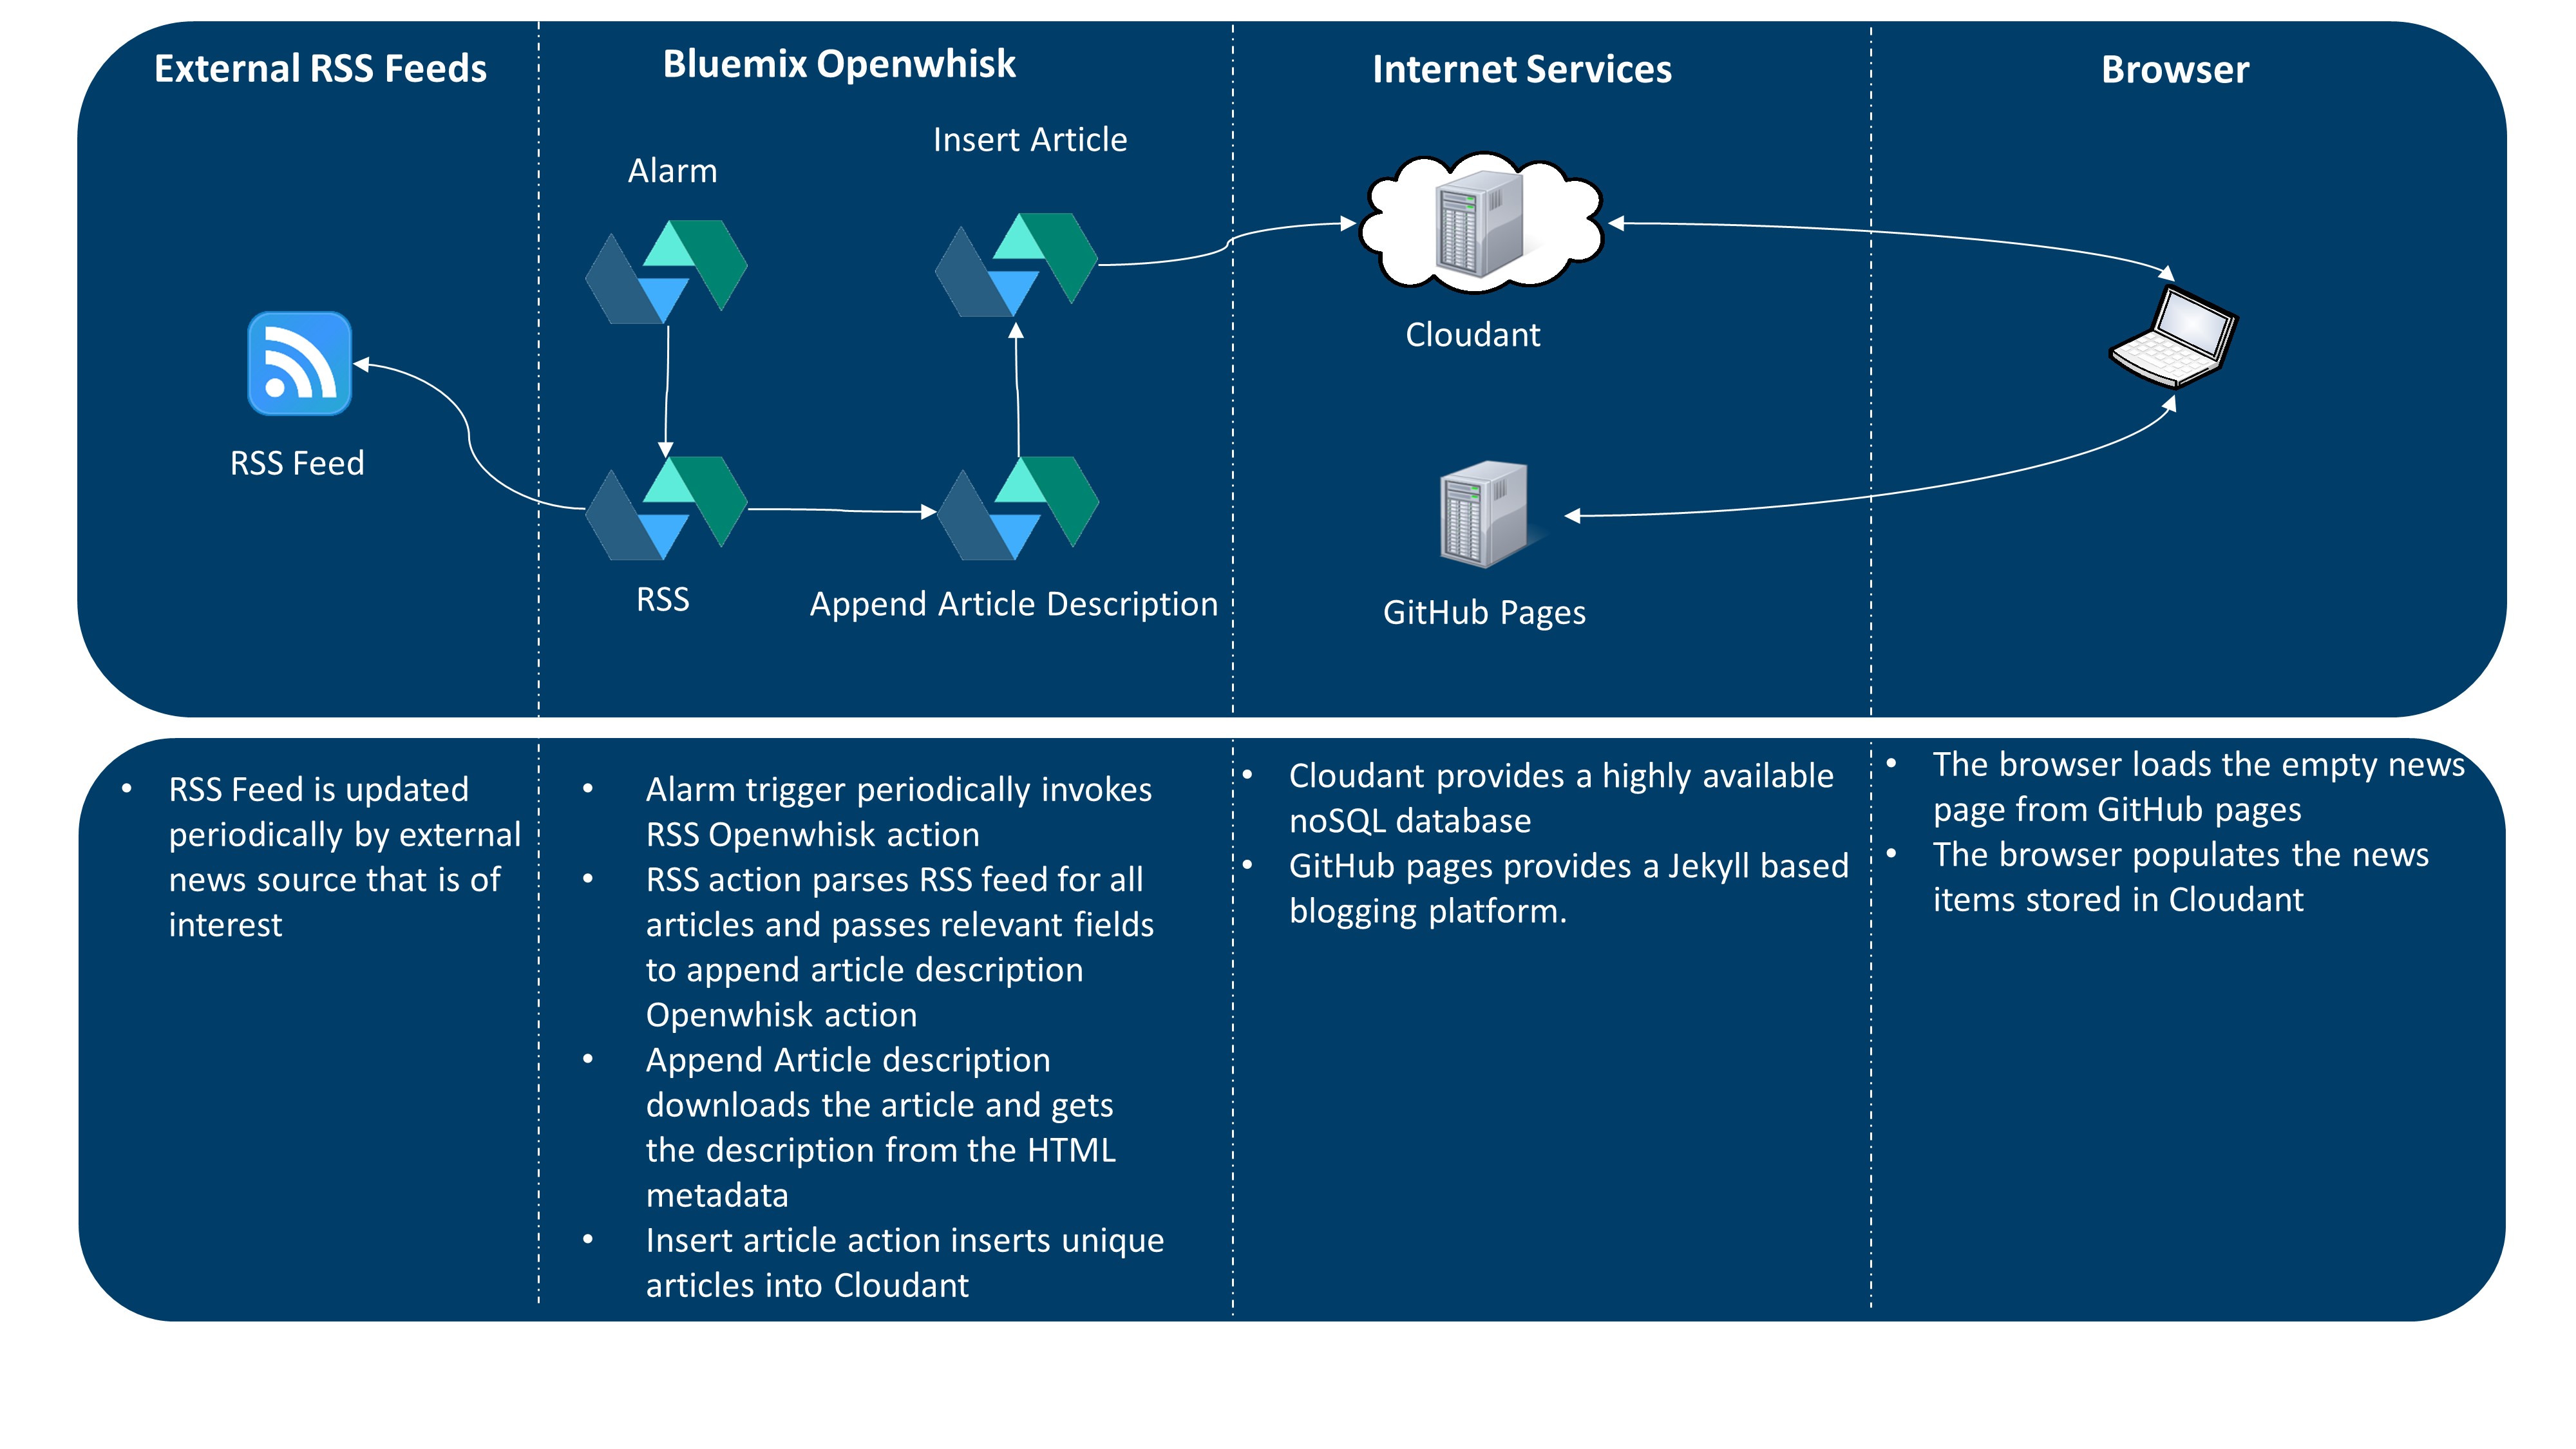 External RSS Feeds
Bluemix Openwhisk
Internet Services
Browser
Alarm
Insert Article
RSS Feed
RSS
Append Article Description
Cloudant
GitHub Pages
• RSS Feed is updated
periodically by external
news source that is of
interest
• Alarm trigger periodically invokes
RSS Openwhisk action
• RSS action parses RSS feed for all
articles and passes relevant fields
to append article description
Openwhisk action
• Append Article description
downloads the article and gets
the description from the HTML
metadata
• Insert article action inserts unique
articles into Cloudant
• Cloudant provides a highly available
noSQL database
• GitHub pages provides a Jekyll based
blogging platform.
• The browser loads the empty news
page from GitHub pages
• The browser populates the news
items stored in Cloudant